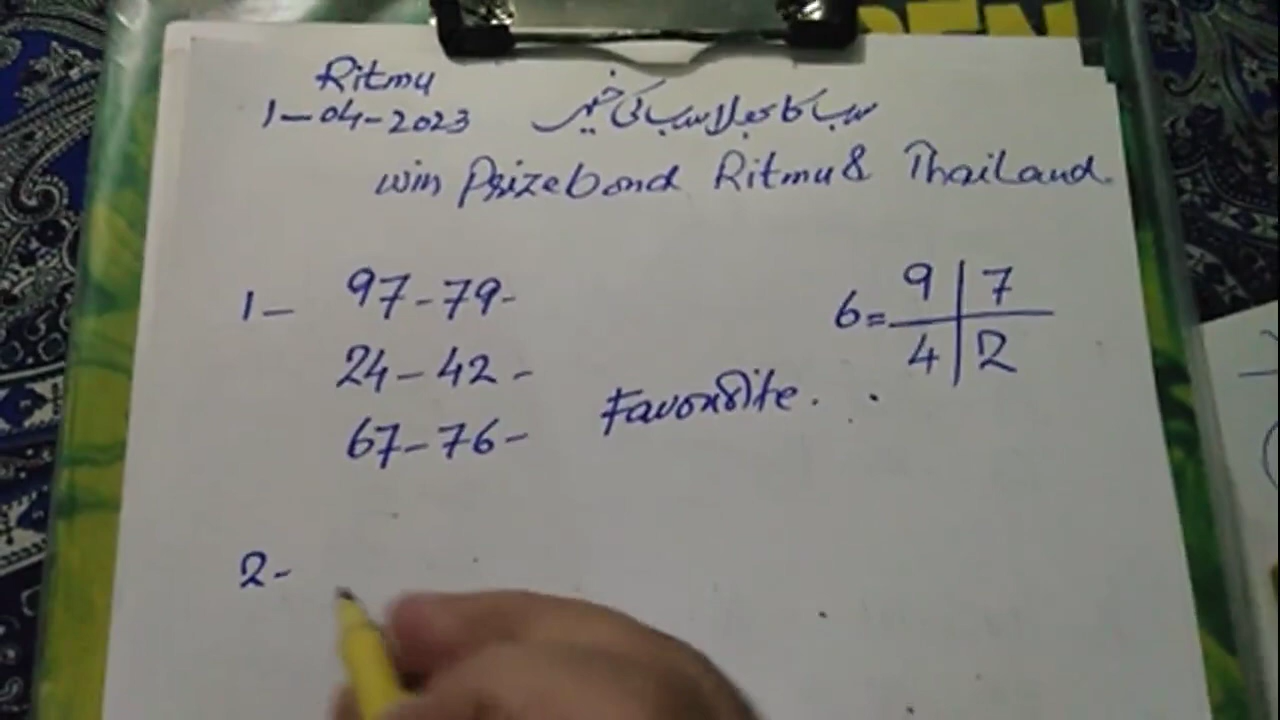 Ritmu
1-04-2023 سب کا بھلا سب کی خیر
win Prizebond Ritmu & Thailand
1- 97-79-
24-42-
67-76-
Favourite.
6= 9 7
4 2
2-